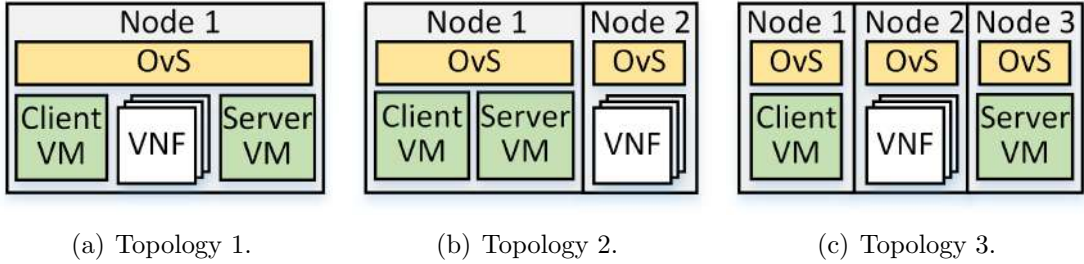 Node 1
OvS
Client
VM
VNF
Server
VM
(a) Topology 1.
Node 1
Node 2
OvS
OvS
Client
VM
Server
VM
VNF
(b) Topology 2.
Node 1
Node 2
Node 3
OvS
OvS
OvS
Client
VM
VNF
Server
VM
(c) Topology 3.